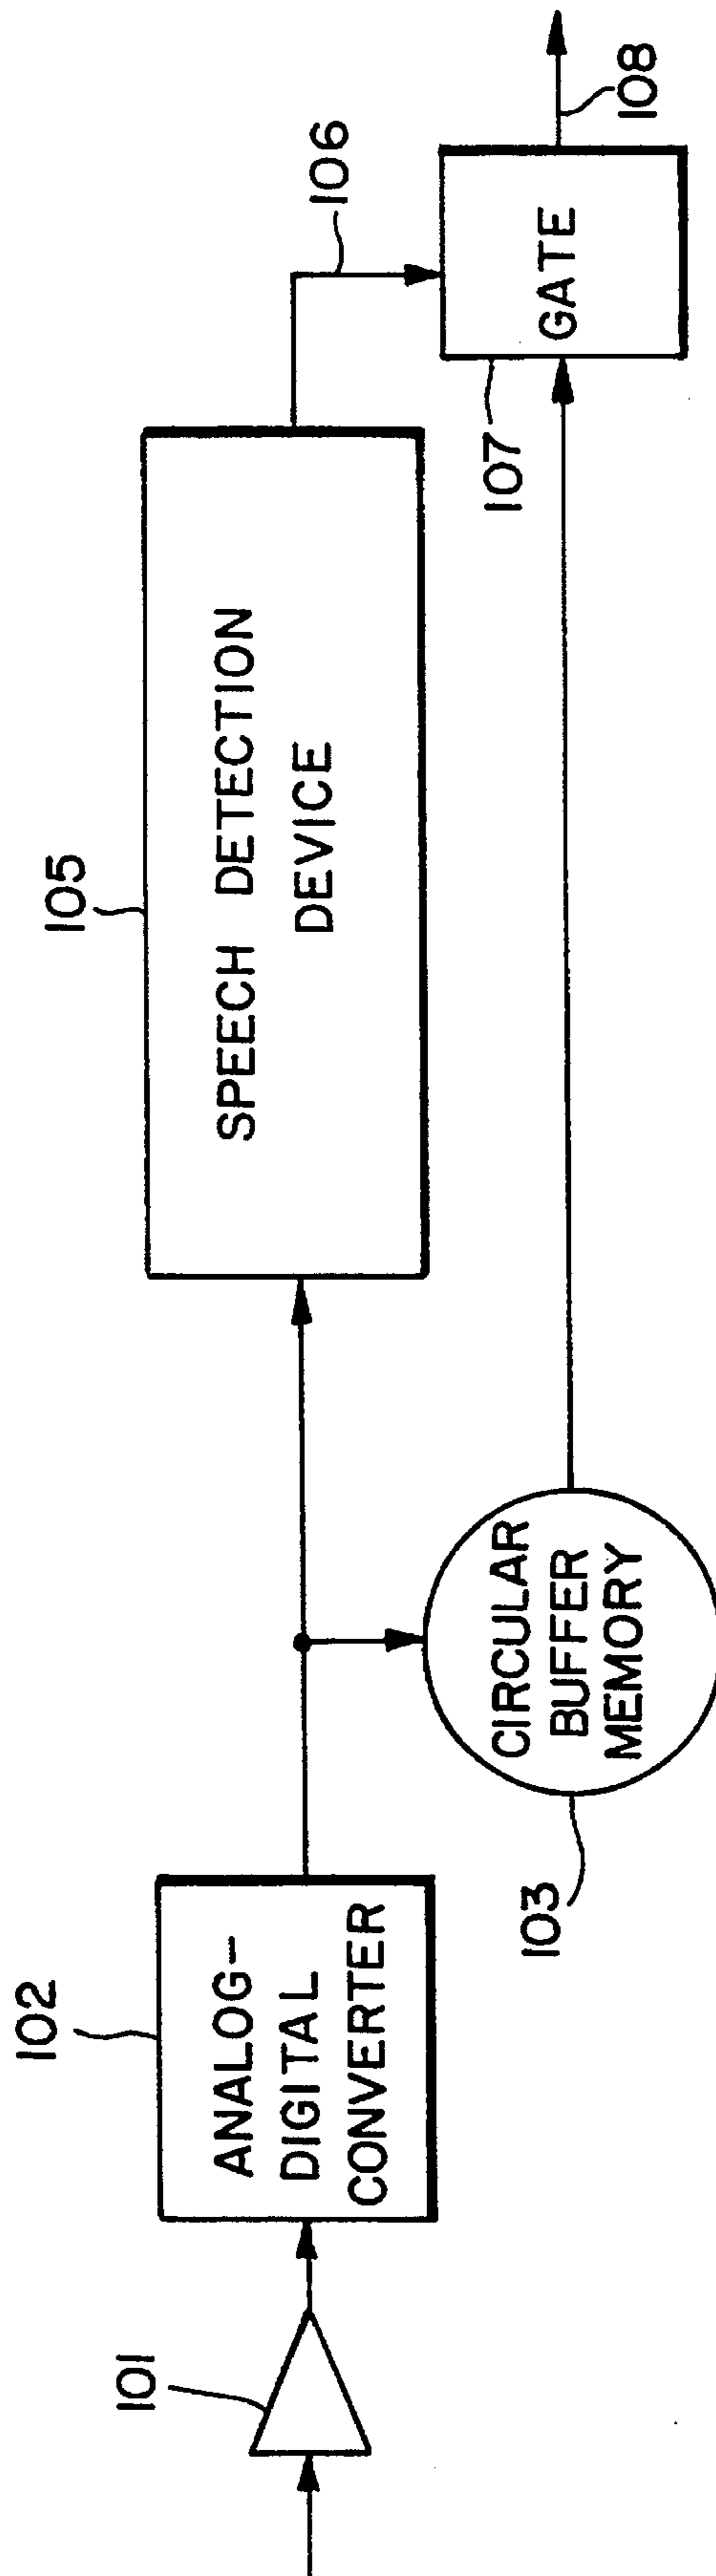 101
102
ANALOG-
DIGITAL
CONVERTER
103
CIRCULAR
BUFFER
MEMORY
105
SPEECH DETECTION
DEVICE
106
107
GATE
108